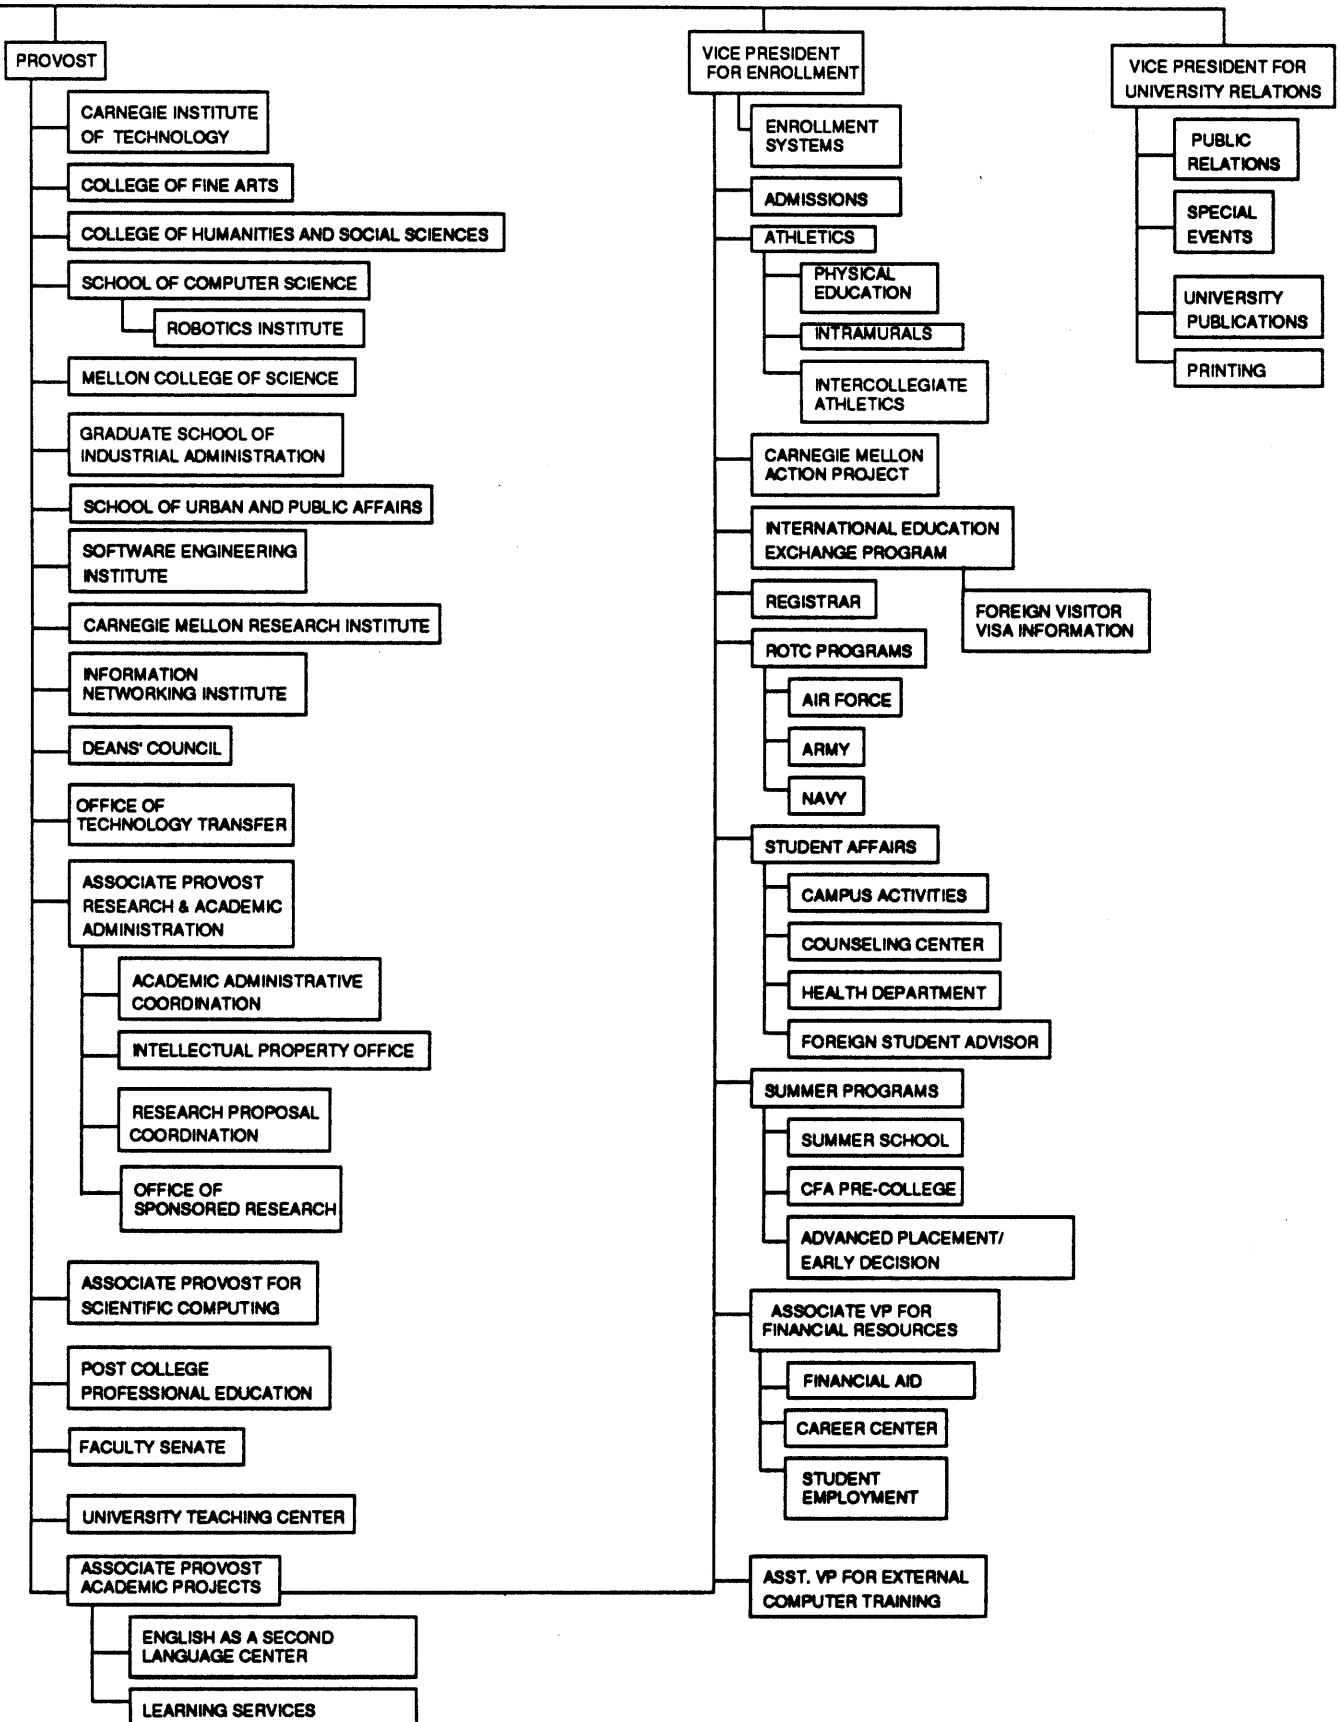 PROVOST
CARNEGIE INSTITUTE
OF TECHNOLOGY
COLLEGE OF FINE ARTS
COLLEGE OF HUMANITIES AND SOCIAL SCIENCES
SCHOOL OF COMPUTER SCIENCE
ROBOTICS INSTITUTE
MELLON COLLEGE OF SCIENCE
GRADUATE SCHOOL OF
INDUSTRIAL ADMINISTRATION
SCHOOL OF URBAN AND PUBLIC AFFAIRS
SOFTWARE ENGINEERING
INSTITUTE
CARNEGIE MELLON RESEARCH INSTITUTE
INFORMATION
NETWORKING INSTITUTE
DEANS' COUNCIL
OFFICE OF
TECHNOLOGY TRANSFER
ASSOCIATE PROVOST
RESEARCH & ACADEMIC
ADMINISTRATION
ACADEMIC ADMINISTRATIVE
COORDINATION
INTELLECTUAL PROPERTY OFFICE
RESEARCH PROPOSAL
COORDINATION
OFFICE OF
SPONSORED RESEARCH
ASSOCIATE PROVOST FOR
SCIENTIFIC COMPUTING
POST COLLEGE
PROFESSIONAL EDUCATION
FACULTY SENATE
UNIVERSITY TEACHING CENTER
ASSOCIATE PROVOST
ACADEMIC PROJECTS
ENGLISH AS A SECOND
LANGUAGE CENTER
LEARNING SERVICES
VICE PRESIDENT
FOR ENROLLMENT
ENROLLMENT
SYSTEMS
ADMISSIONS
ATHLETICS
PHYSICAL
EDUCATION
INTRAMURALS
INTERCOLLEGIATE
ATHLETICS
CARNEGIE MELLON
ACTION PROJECT
INTERNATIONAL EDUCATION
EXCHANGE PROGRAM
FOREIGN VISITOR
VISA INFORMATION
REGISTRAR
ROTC PROGRAMS
AIR FORCE
ARMY
NAVY
STUDENT AFFAIRS
CAMPUS ACTIVITIES
COUNSELING CENTER
HEALTH DEPARTMENT
FOREIGN STUDENT ADVISOR
SUMMER PROGRAMS
SUMMER SCHOOL
CFA PRE-COLLEGE
ADVANCED PLACEMENT/
EARLY DECISION
ASSOCIATE VP FOR
FINANCIAL RESOURCES
FINANCIAL AID
CAREER CENTER
STUDENT
EMPLOYMENT
ASST. VP FOR EXTERNAL
COMPUTER TRAINING
VICE PRESIDENT FOR
UNIVERSITY RELATIONS
PUBLIC
RELATIONS
SPECIAL
EVENTS
UNIVERSITY
PUBLICATIONS
PRINTING